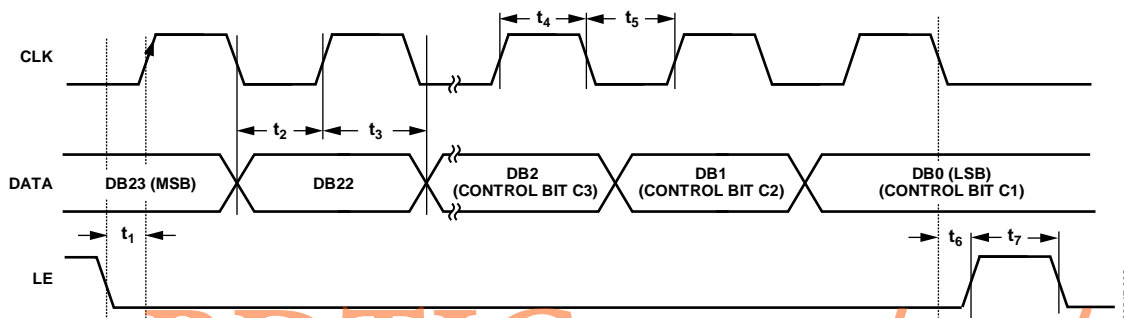 t4
t5
CLK
t2
t3
DATA
DB23 (MSB)
DB22
DB2
(CONTROL BIT C3)
DB1
(CONTROL BIT C2)
DB0 (LSB)
(CONTROL BIT C1)
t1
t6
t7
LE